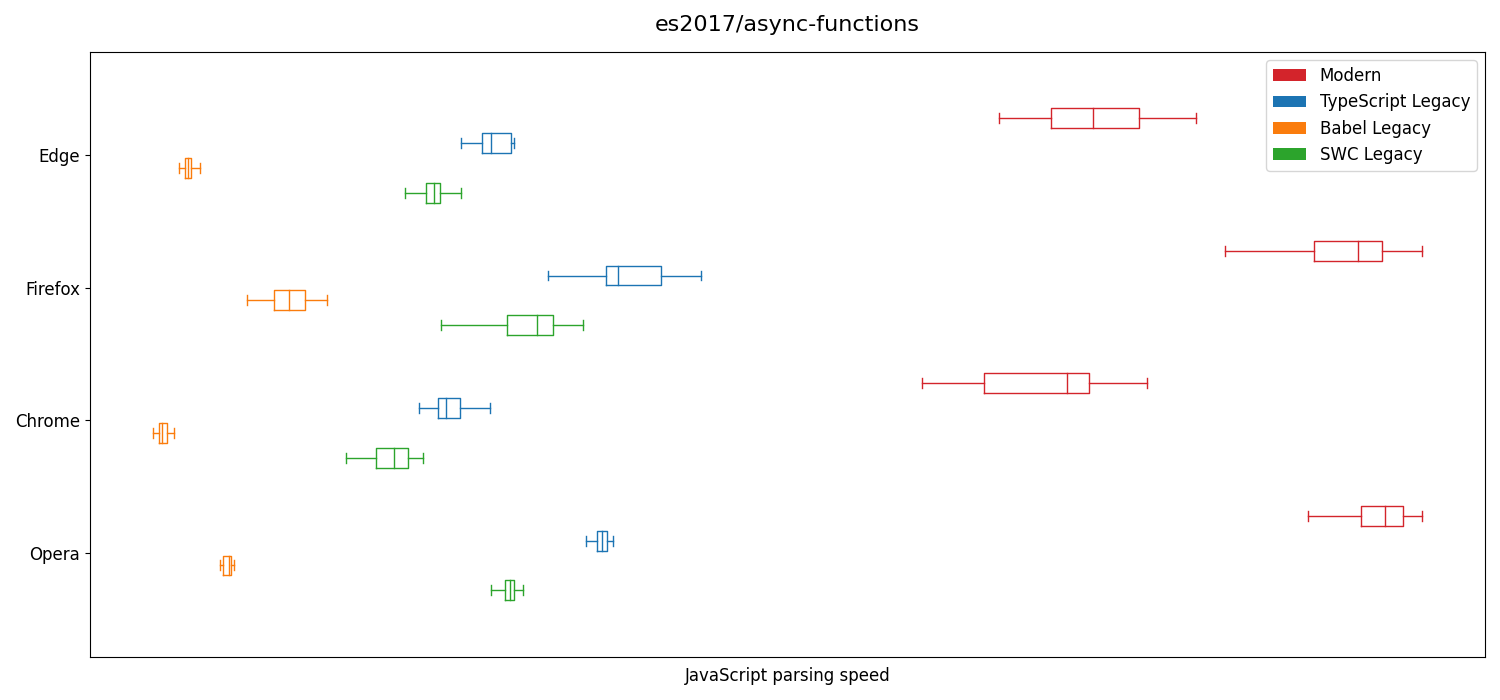 es2017/async-functions
Modern
TypeScript Legacy
Babel Legacy
SWC Legacy
Edge
Firefox
Chrome
Opera
JavaScript parsing speed